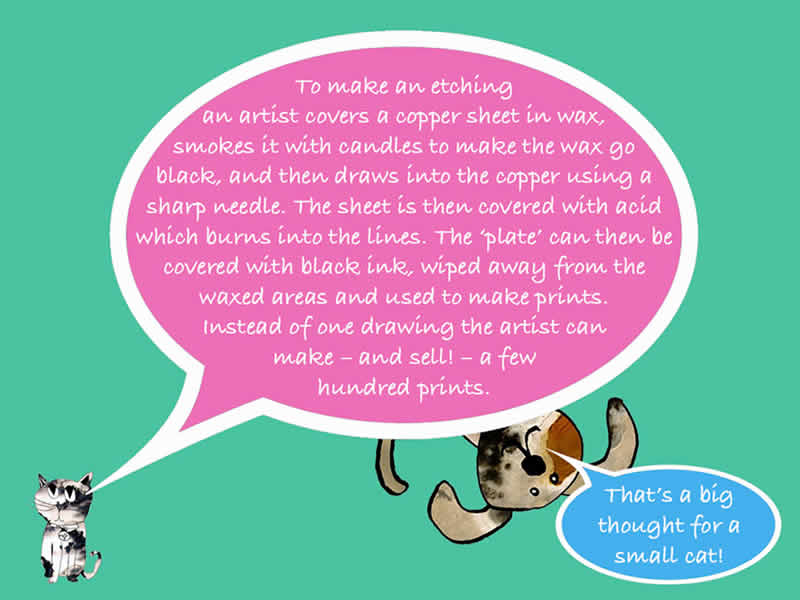 To make an etching
an artist covers a copper sheet in wax,
smokes it with candles to make the wax go
black, and then draws into the copper using a
sharp needle. The sheet is then covered with acid
which burns into the lines. The ‘plate’ can then be
covered with black ink, wiped away from the
waxed areas and used to make prints.
Instead of one drawing the artist can
make – and sell! – a few
hundred prints.
That’s a big
thought for a
small cat!